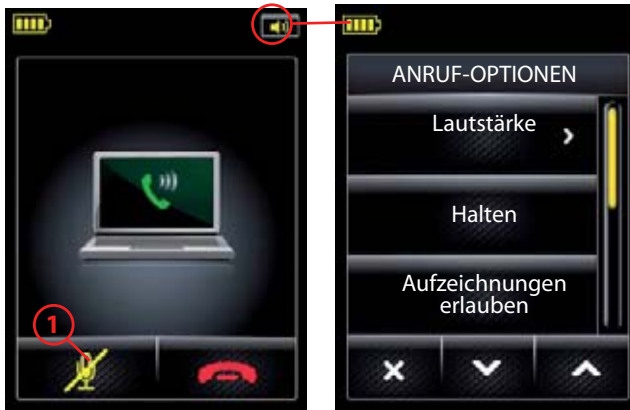 1
ANRUF-OPTIONEN
Lautstärke
Halten
Aufzeichnungen
erlauben